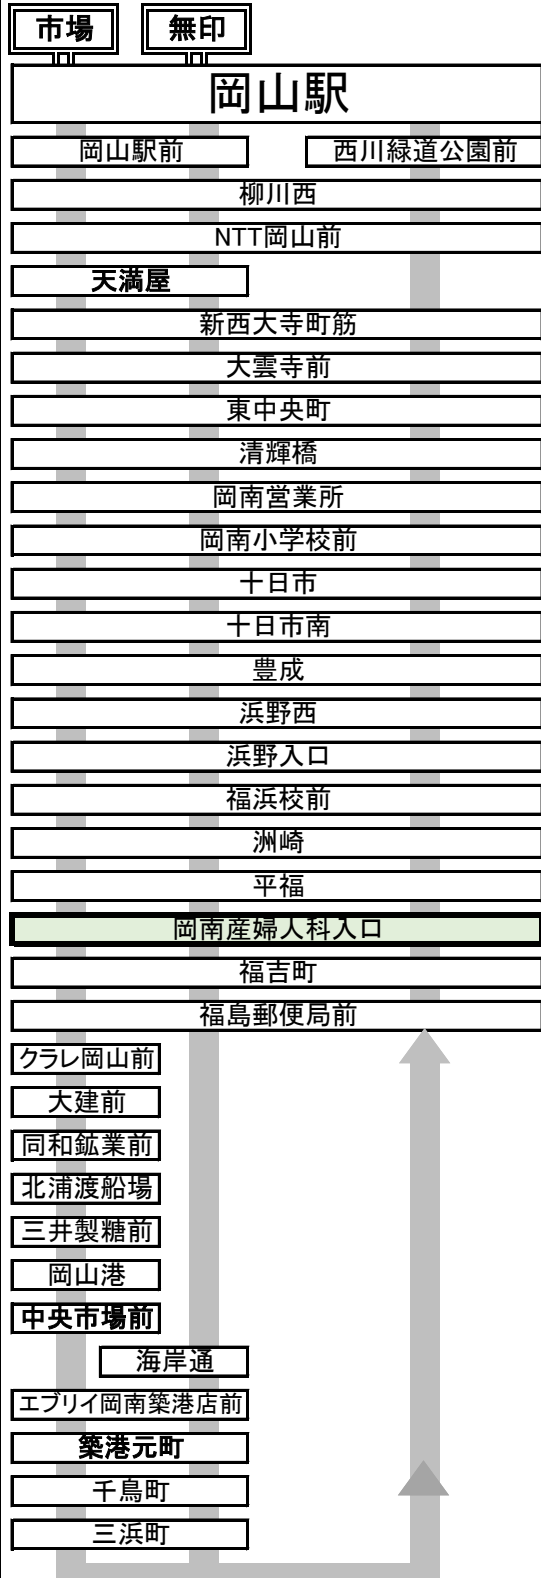 市場 無印
岡山駅
岡山駅前 西川緑道公園前
柳川西
NTT岡山前
天満屋
新西大寺町筋
大雲寺前
東中央町
清輝橋
岡南営業所
岡南小学校前
十日市
十日市南
豊成
浜野西
浜野入口
福浜校前
洲崎
平福
岡南産婦人科入口
福吉町
福島郵便局前
クラレ岡山前
大建前
同和鉱業前
北浦渡船場
三井製糖前
岡山港
中央市場前
海岸通
エブリイ岡南築港店前
築港元町
千鳥町
三浜町